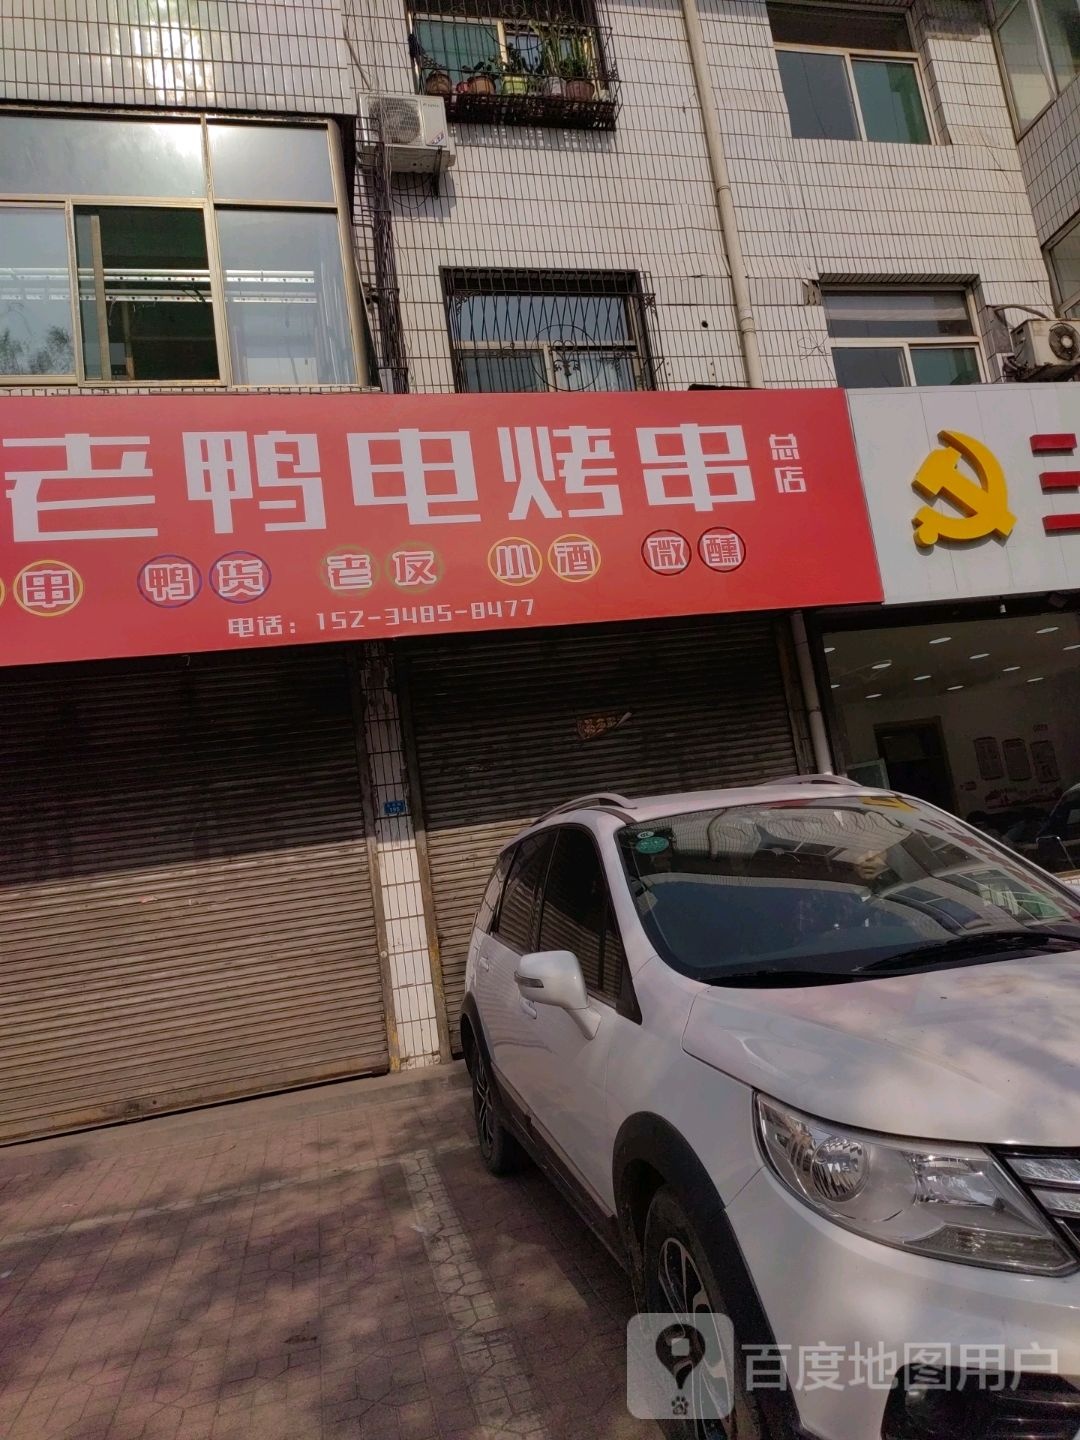 老鸭电烤串 总店
串 鸭货 老友 小酒 微醺
电话：152-3485-8477
三
百度地图用户